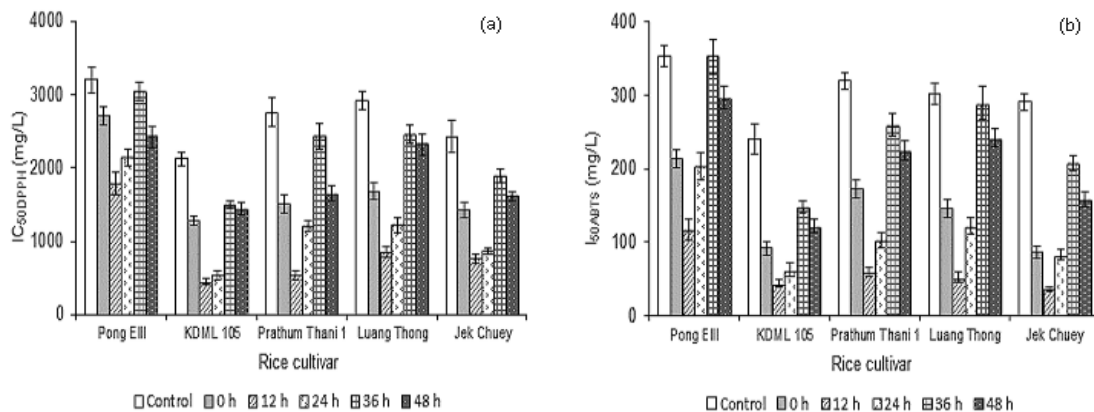 (a)
4000
3000
2000
1000
0
IC50DPPH (mg/L)
Pong EIII KDML 105 Prathum Thani 1 Luang Thong Jek Chuey
Rice cultivar
Control 0 h 12 h 24 h 36 h 48 h
(b)
400
300
200
100
0
I50ABTS (mg/L)
Pong EIII KDML 105 Prathum Thani 1 Luang Thong Jek Chuey
Rice cultivar
Control 0 h 12 h 24 h 36 h 48 h